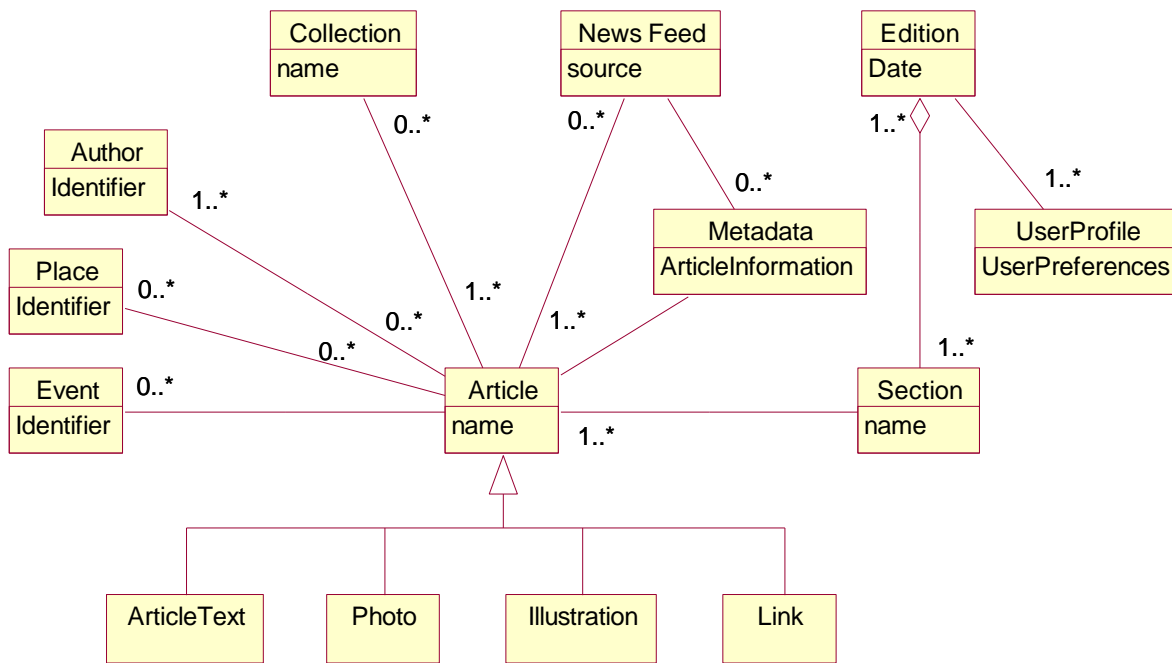 Collection
name
News Feed
source
Edition
Date
0..*
0..*
1..*
Author
Identifier
1..*
1..*
0..*
Metadata
ArticleInformation
UserProfile
UserPreferences
Place
Identifier
0..*
0..*
0..*
1..*
1..*
1..*
Event
Identifier
0..*
Article
name
1..*
Section
name
ArticleText
Photo
Illustration
Link